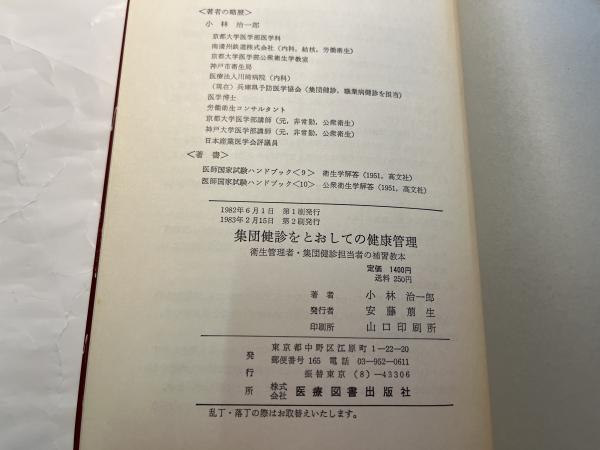 <著者の略歴>
小林 治一郎
京都大学医学部医学科
南満州鉄道株式会社（内科，結核，労働衛生）
京都大学医学部公衆衛生学教室
神戸市衛生局
医療法人川崎病院（内科）
（現在）兵庫県予防医学協会（集団健診，職業病健診を担当）
医学博士
労働衛生コンサルタント
京都大学医学部講師（元，非常勤，公衆衛生）
神戸大学医学部講師（元，非常勤，公衆衛生）
日本産業医学会評議員
<著 書>
医師国家試験ハンドブック<9> 衛生学解答（1951，高文社）
医師国家試験ハンドブック<10> 公衆衛生学解答（1951，高文社）
1982年6月1日 第1刷発行
1983年2月15日 第2刷発行
集団健診をとおしての健康管理
衛生管理者・集団健診担当者の補習教本
定価 1400円
送料 250円
著者 小林治一郎
発行者 安藤萠生
印刷所 山口印刷所
発行所
東京都中野区江原町1—22—20
郵便番号165 電話 03—952—0611
振替東京（8）—43306
株式会社 医療図書出版社
乱丁・落丁の際はお取替えいたします。